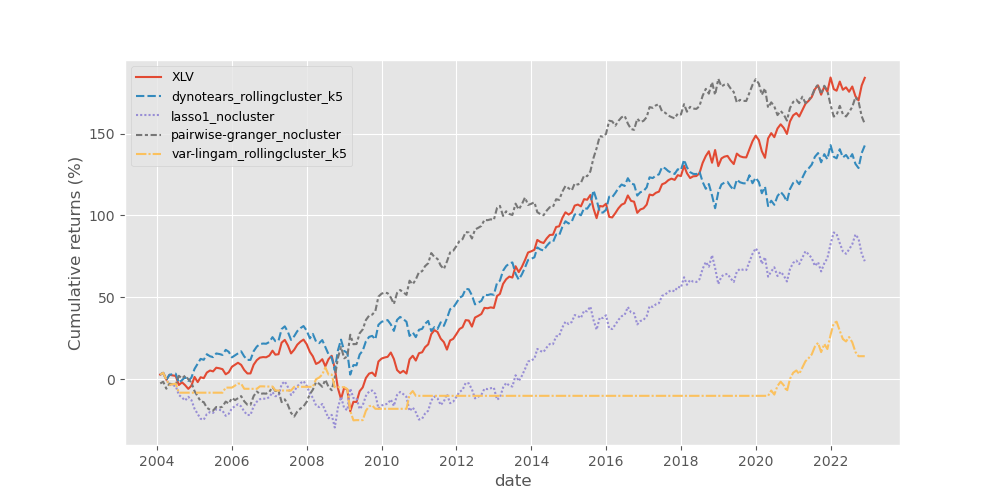 XLV
dynotears_rollingcluster_k5
lasso1_nocluster
pairwise-granger_nocluster
var-lingam_rollingcluster_k5
Cumulative returns (%)
150
100
50
0
2004 2006 2008 2010 2012 2014 2016 2018 2020 2022
date